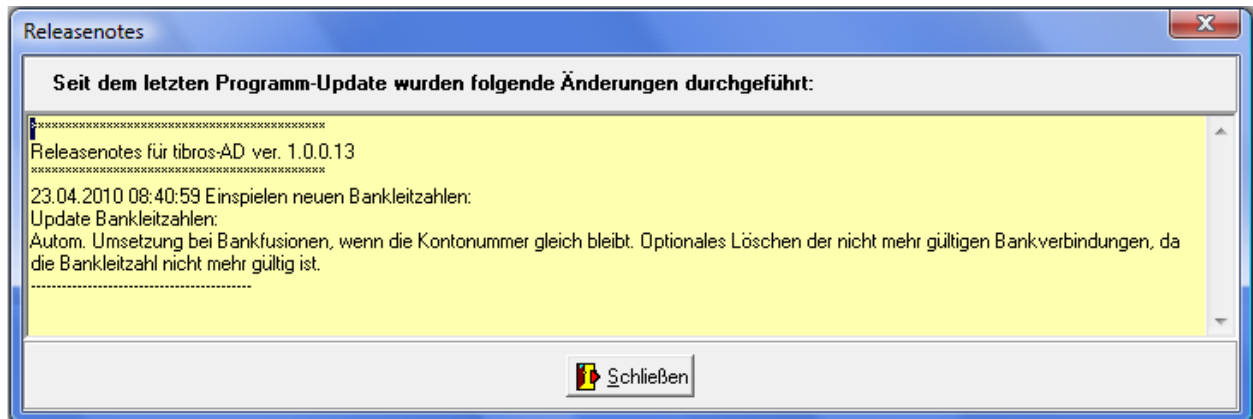 Releasenotes
Seit dem letzten Programm-Update wurden folgende Änderungen durchgeführt:
*******************************************
Releasenotes für tibros-AD ver. 1.0.0.13
*******************************************
23.04.2010 08:40:59 Einspielen neuen Bankleitzahlen:
Update Bankleitzahlen:
Autom. Umsetzung bei Bankfusionen, wenn die Kontonummer gleich bleibt. Optionales Löschen der nicht mehr gültigen Bankverbindungen, da
die Bankleitzahl nicht mehr gültig ist.
-------------------------------------------
Schließen